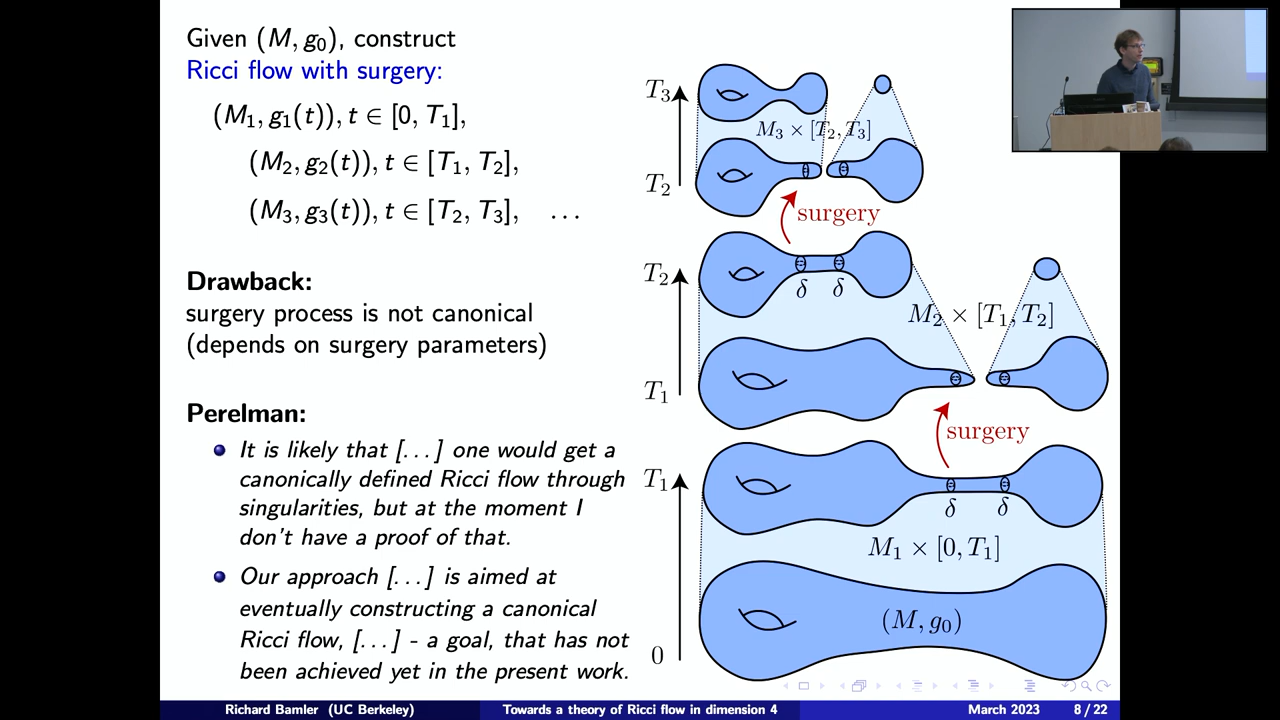 Given (M, g₀), construct
Ricci flow with surgery:
(M₁, g₁(t)), t ∈ [0, T₁],
(M₂, g₂(t)), t ∈ [T₁, T₂],
(M₃, g₃(t)), t ∈ [T₂, T₃], ...
Drawback:
surgery process is not canonical
(depends on surgery parameters)
Perelman:
It is likely that [...] one would get a
canonically defined Ricci flow through
singularities, but at the moment I
don't have a proof of that.
Our approach [...] is aimed at
eventually constructing a canonical
Ricci flow, [...] - a goal, that has not
been achieved yet in the present work.
T₃
M₃ × [T₂, T₃]
T₂
surgery
T₂
δ δ
M₂ × [T₁, T₂]
T₁
surgery
T₁
δ δ
M₁ × [0, T₁]
(M, g₀)
0
Richard Bamler (UC Berkeley) Towards a theory of Ricci flow in dimension 4 March 2023 8 / 22